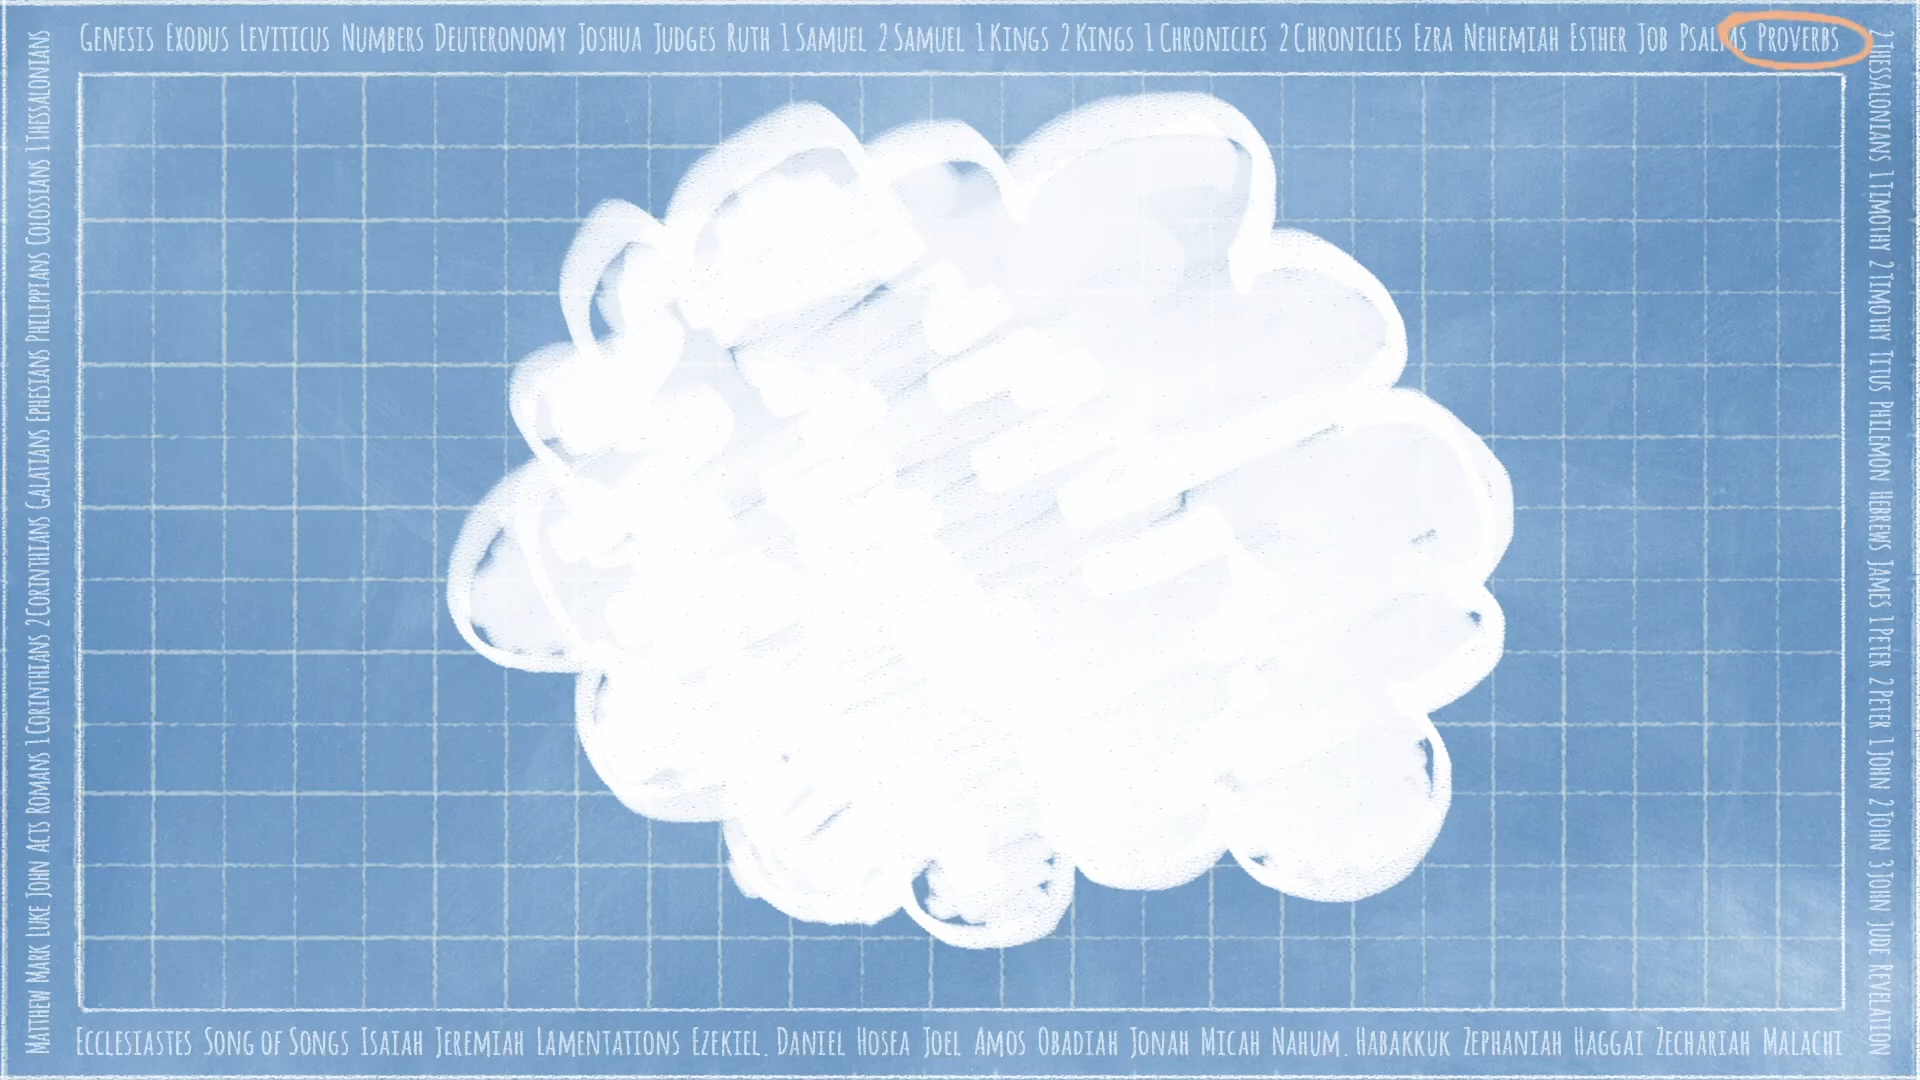 Genesis Exodus Leviticus Numbers Deuteronomy Joshua Judges Ruth 1 Samuel 2 Samuel 1 Kings 2 Kings 1 Chronicles 2 Chronicles Ezra Nehemiah Esther Job Psalms Proverbs
Ecclesiastes Song of Songs Isaiah Jeremiah Lamentations Ezekiel. Daniel Hosea Joel Amos Obadiah Jonah Micah Nahum. Habakkuk Zephaniah Haggai Zechariah Malachi
Matthew Mark Luke John Acts Romans 1 Corinthians 2 Corinthians Galatians Ephesians Philippians Colossians 1 Thessalonians
2 Thessalonians 1 Timothy 2 Timothy Titus Philemon Hebrews James 1 Peter 2 Peter 1 John 2 John 3 John Jude Revelation